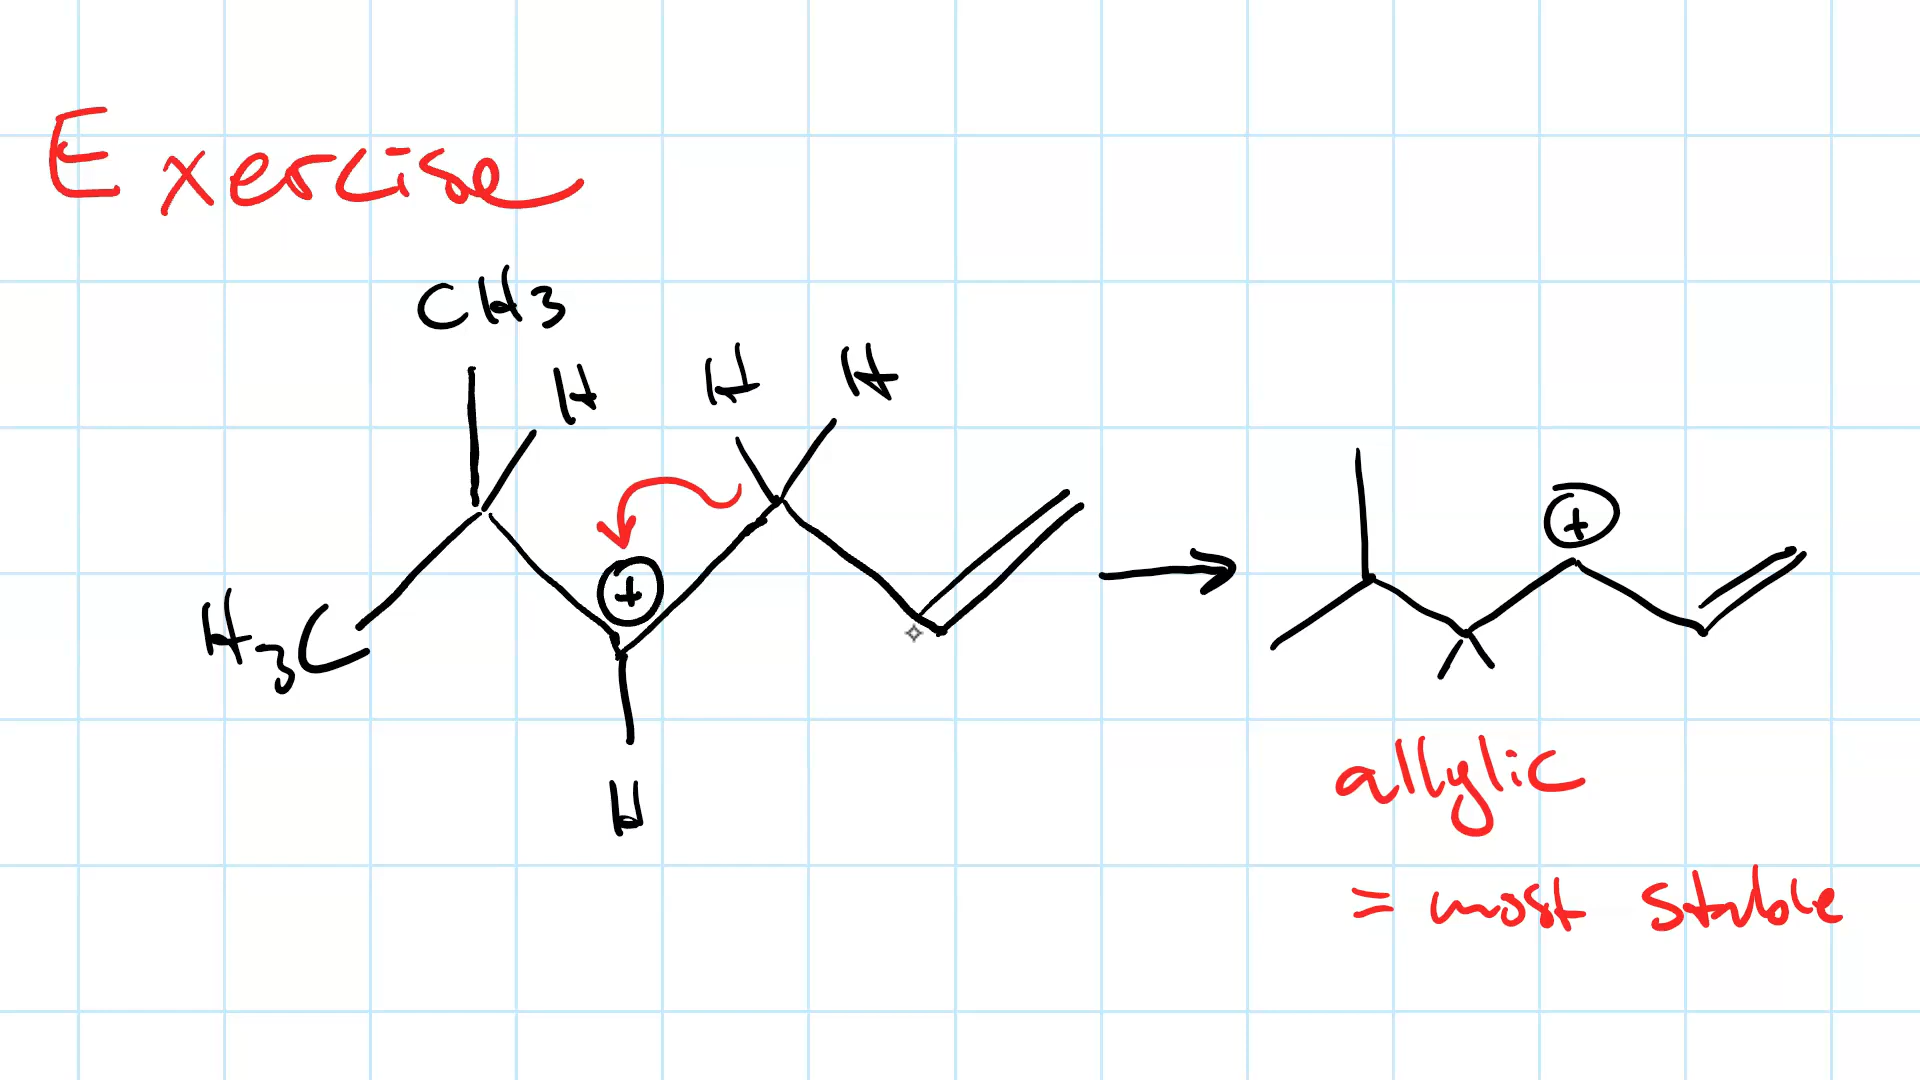 Exercise
CH3
H H H
H3C
+
+
H
allylic
= most stable